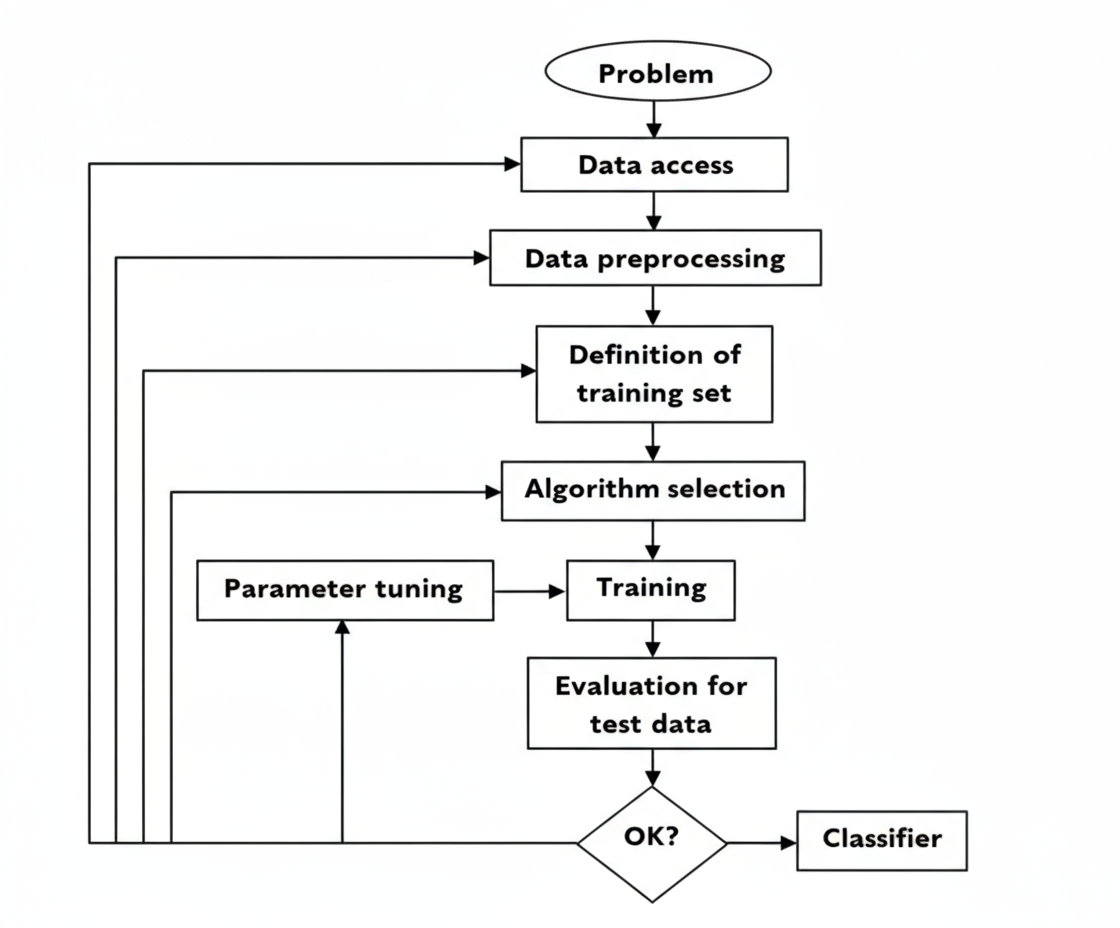 Problem
Data access
Data preprocessing
Definition of
training set
Algorithm selection
Parameter tuning
Training
Evaluation for
test data
OK?
Classifier